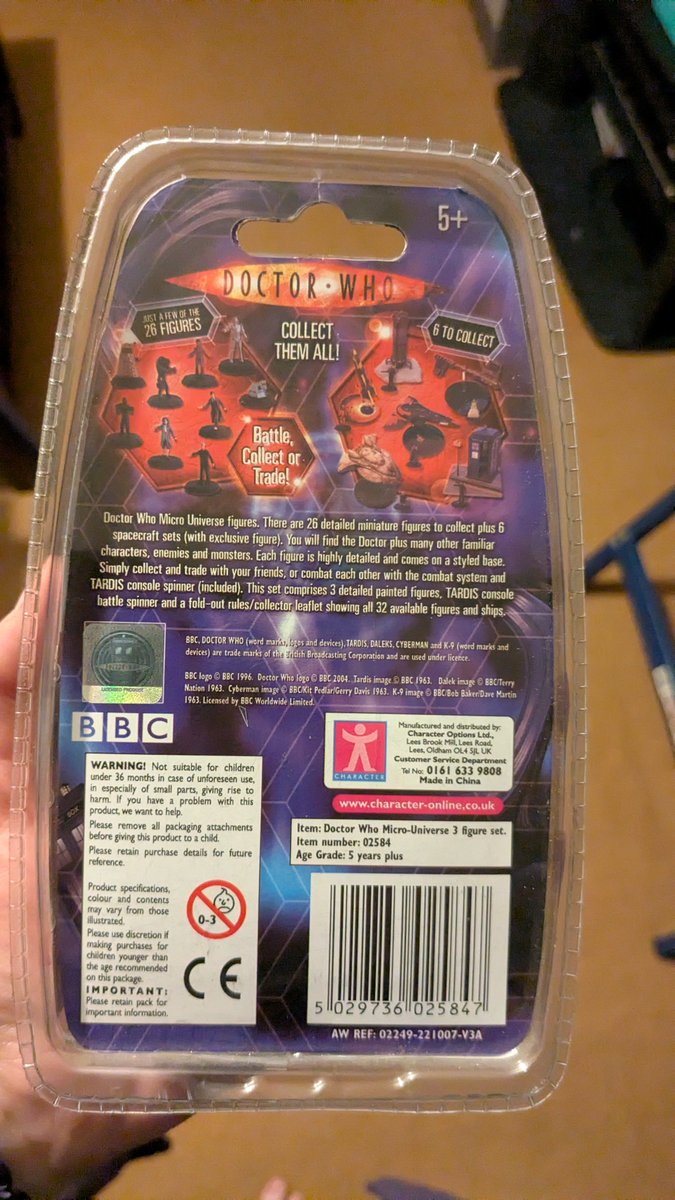 5+
DOCTOR·WHO
JUST A FEW OF THE
26 FIGURES
COLLECT
THEM ALL!
6 TO COLLECT
Battle,
Collect or
Trade!
Doctor Who Micro Universe figures. There are 26 detailed miniature figures to collect plus 6
spacecraft sets (with exclusive figure). You will find the Doctor plus many other familiar
characters, enemies and monsters. Each figure is highly detailed and comes on a styled base.
Simply collect and trade with your friends, or combat each other with the combat system and
TARDIS console spinner (included). This set comprises 3 detailed painted figures, TARDIS console
battle spinner and a fold-out rules/collector leaflet showing all 32 available figures and ships.
LICENSED PRODUCT
BBC, DOCTOR WHO (word marks, logos and devices), TARDIS, DALEKS, CYBERMAN and K-9 (word marks and
devices) are trade marks of the British Broadcasting Corporation and are used under licence.
BBC logo © BBC 1996. Doctor Who logo © BBC 2004. Tardis image © BBC 1963. Dalek image © BBC/Terry
Nation 1963. Cyberman image © BBC/Kit Pedlar/Gerry Davis 1963. K-9 image © BBC/Bob Baker/Dave Martin
1963. Licensed by BBC Worldwide Limited.
BBC
CHARACTER
Manufactured and distributed by:
Character Options Ltd.,
Lees Brook Mill, Lees Road,
Lees, Oldham OL4 5JL UK
Customer Service Department
Tel No: 0161 633 9808
Made in China
www.character-online.co.uk
WARNING! Not suitable for children
under 36 months in case of unforeseen use,
in especially of small parts, giving rise to
harm. If you have a problem with this
product, we want to help.
Please remove all packaging attachments
before giving this product to a child.
Please retain purchase details for future
reference.
Product specifications,
colour and contents
may vary from those
illustrated.
Please use discretion if
making purchases for
children younger than
the age recommended
on this package.
IMPORTANT:
Please retain pack for
important information.
0-3
CE
Item: Doctor Who Micro-Universe 3 figure set.
Item number: 02584
Age Grade: 5 years plus
5 029736 025847
AW REF: 02249-221007-V3A